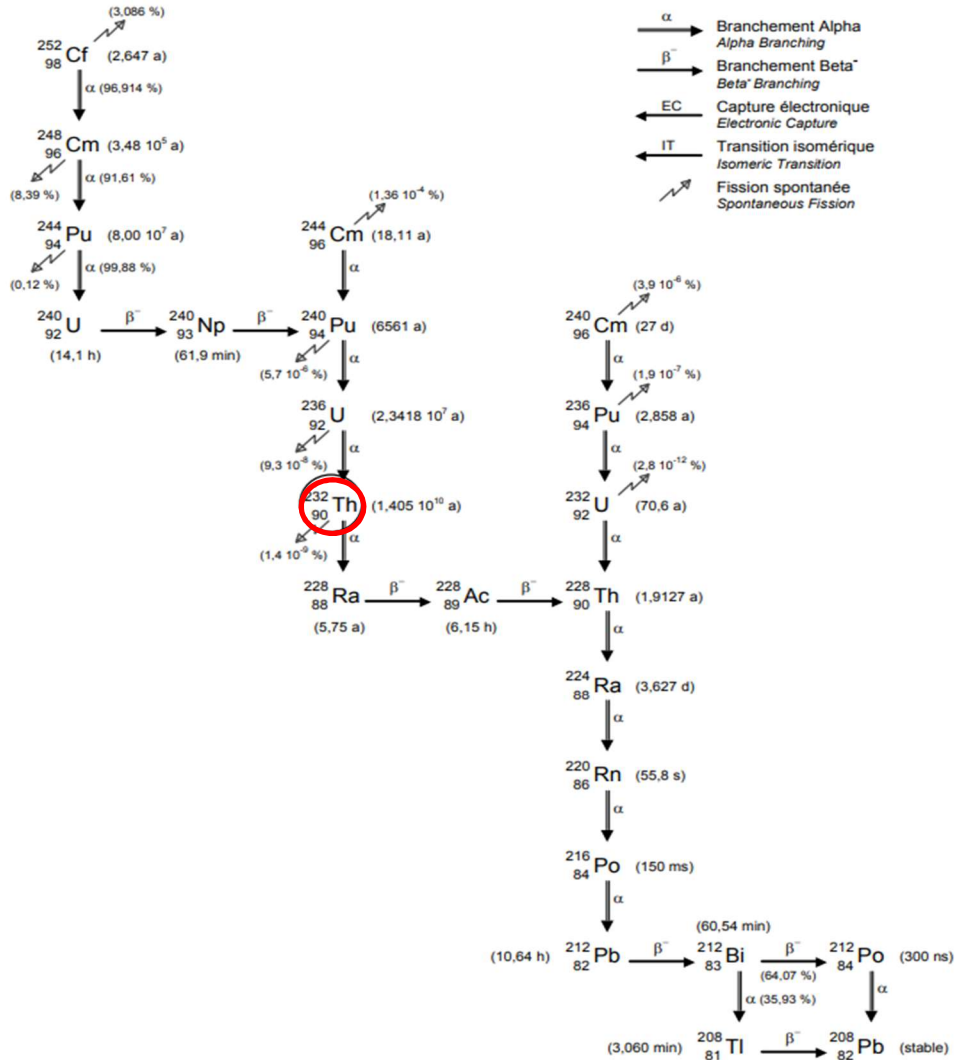 (3,086 %)
252
98 Cf (2,647 a)
α (96,914 %)
α
Branchement Alpha
Alpha Branching
β⁻
Branchement Beta⁻
Beta⁻ Branching
EC
Capture électronique
Electronic Capture
IT
Transition isomérique
Isomeric Transition
Fission spontanée
Spontaneous Fission
248
96 Cm (3,48 10⁵ a)
(8,39 %) α (91,61 %)
244
94 Pu (8,00 10⁷ a)
(0,12 %) α (99,88 %)
(1,36 10⁻⁴ %)
244
96 Cm (18,11 a)
α
240
92 U β⁻ 240
93 Np β⁻ 240
94 Pu (6561 a)
(14,1 h) (61,9 min)
(5,7 10⁻⁶ %) α
(3,9 10⁻⁶ %)
240
96 Cm (27 d)
α
(1,9 10⁻⁷ %)
236
92 U (2,3418 10⁷ a)
(9,3 10⁻⁸ %) α
236
94 Pu (2,858 a)
α
(2,8 10⁻¹² %)
232
90 Th (1,405 10¹⁰ a)
(1,4 10⁻⁹ %) α
232
92 U (70,6 a)
α
228
88 Ra β⁻ 228
89 Ac β⁻ 228
90 Th (1,9127 a)
(5,75 a) (6,15 h)
α
224
88 Ra (3,627 d)
α
220
86 Rn (55,8 s)
α
216
84 Po (150 ms)
α
(60,54 min)
(10,64 h) 212
82 Pb β⁻ 212
83 Bi β⁻ 212
84 Po (300 ns)
(64,07 %)
α (35,93 %) α
(3,060 min) 208
81 Tl β⁻ 208
82 Pb (stable)